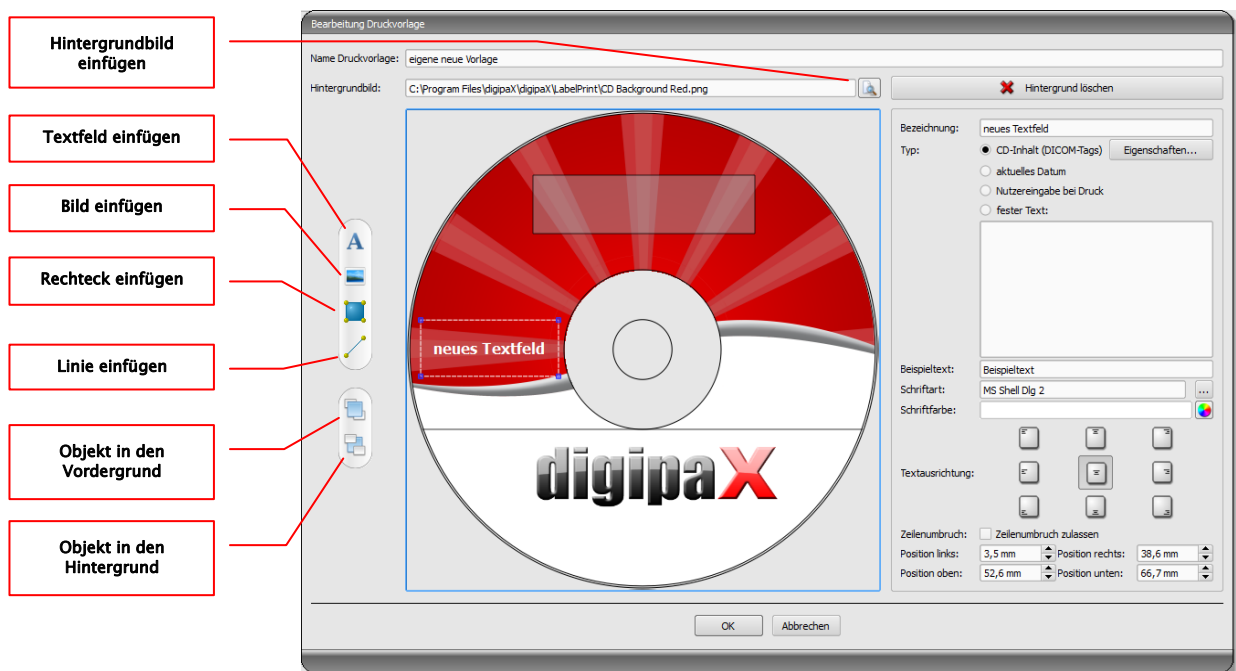 Hintergrundbild
einfügen
Textfeld einfügen
Bild einfügen
Rechteck einfügen
Linie einfügen
Objekt in den
Vordergrund
Objekt in den
Hintergrund
Bearbeitung Druckvorlage
Name Druckvorlage: eigene neue Vorlage
Hintergrundbild: C:\Program Files\digipaX\digipaX\LabelPrint\CD Background Red.png
Hintergrund löschen
A
neues Textfeld
digipaX
Bezeichnung: neues Textfeld
Typ: CD-Inhalt (DICOM-Tags) Eigenschaften...
aktuelles Datum
Nutzereingabe bei Druck
fester Text:
Beispieltext: Beispieltext
Schriftart: MS Shell Dlg 2 ...
Schriftfarbe:
Textausrichtung:
Zeilenumbruch: Zeilenumbruch zulassen
Position links: 3,5 mm Position rechts: 38,6 mm
Position oben: 52,6 mm Position unten: 66,7 mm
OK Abbrechen